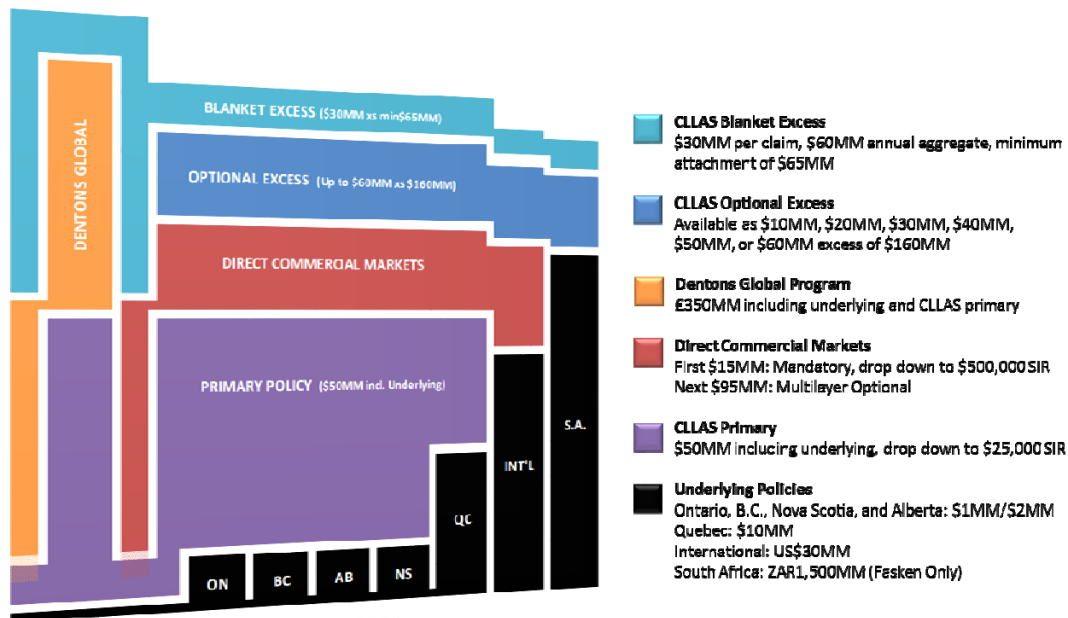 BLANKET EXCESS ($30MM xs min$65MM)
OPTIONAL EXCESS (Up to $60MM xs $160MM)
DENTONS GLOBAL
DIRECT COMMERCIAL MARKETS
PRIMARY POLICY ($50MM incl. Underlying)
S.A.
INT'L
QC
ON
BC
AB
NS
CLLAS Blanket Excess
$30MM per claim, $60MM annual aggregate, minimum
attachment of $65MM
CLLAS Optional Excess
Available as $10MM, $20MM, $30MM, $40MM,
$50MM, or $60MM excess of $160MM
Dentons Global Program
£350MM including underlying and CLLAS primary
Direct Commercial Markets
First $15MM: Mandatory, drop down to $500,000 SIR
Next $95MM: Multilayer Optional
CLLAS Primary
$50MM including underlying, drop down to $25,000 SIR
Underlying Policies
Ontario, B.C., Nova Scotia, and Alberta: $1MM/$2MM
Quebec: $10MM
International: US$30MM
South Africa: ZAR1,500MM (Fasken Only)